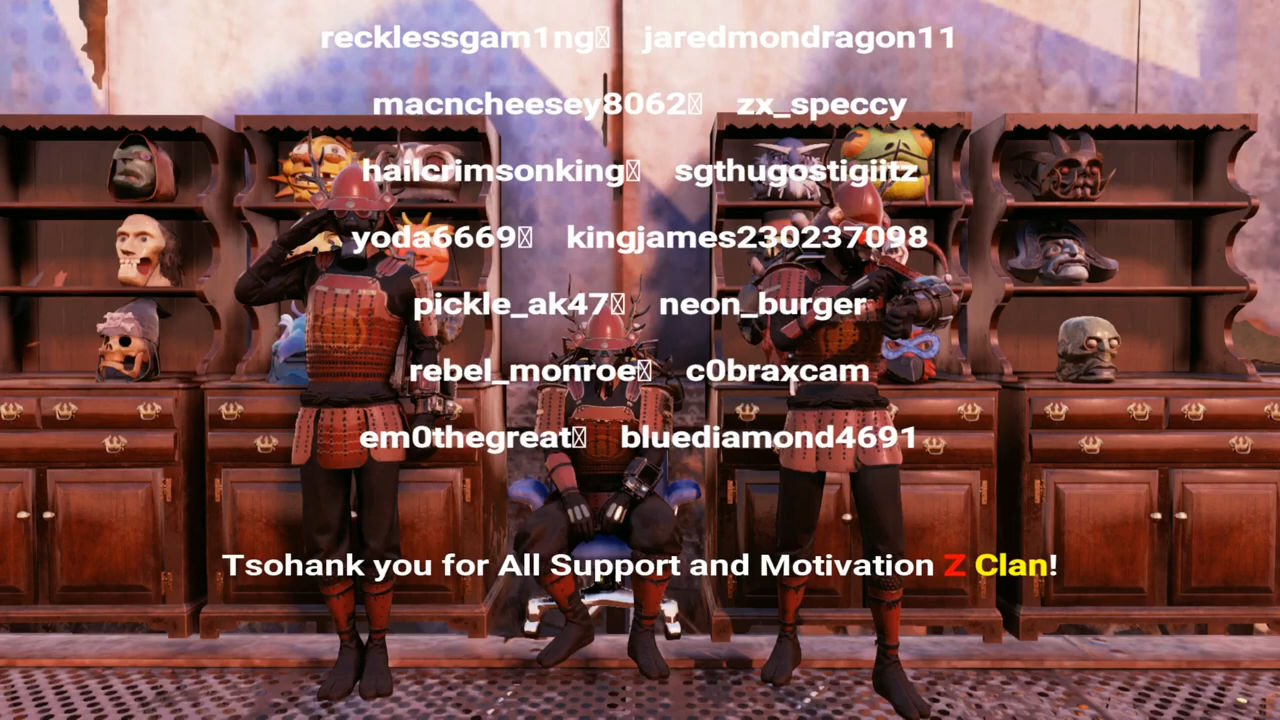 recklessgam1ng jaredmondragon11
macncheesey8062 zx_speccy
hailcrimsonking sgthugostigiitz
yoda6669 kingjames230237098
pickle_ak47 neon_burger
rebel_monroe c0braxcam
em0thegreat bluediamond4691
Tsohank you for All Support and Motivation Z Clan!